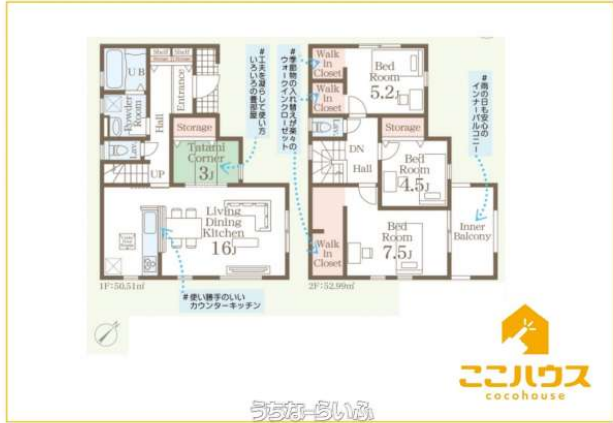 Shelf
Shelf
Storage
Storage
UB
Entrance
Powder Room
Hall
Lav.
UP
Storage
Tatami
Corner
3J
Living
Dining
Kitchen
16J
1F:50.51㎡
#工夫を凝らして使い方
いろいろの畳部屋
#使い勝手のいい
カウンターキッチン
#季節物の入れ替えが楽々の
ウォークインクローゼット
Walk
in
Closet
Walk
in
Closet
Bed
Room
5.2J
Lav.
DN
Hall
Storage
Bed
Room
4.5J
Walk
in
Closet
Bed
Room
7.5J
Inner
Balcony
2F:52.99㎡
#雨の日も安心の
インナーバルコニー
ここハウス
cocohouse
うちなーらいふ